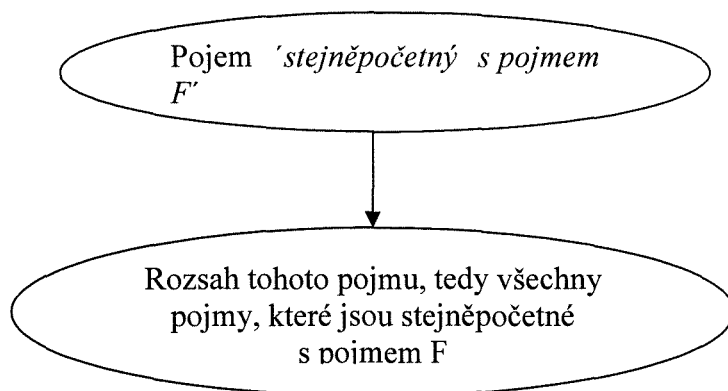 Pojem ´stejněpočetný s pojmem
F´
Rozsah tohoto pojmu, tedy všechny
pojmy, které jsou stejněpočetné
s pojmem F